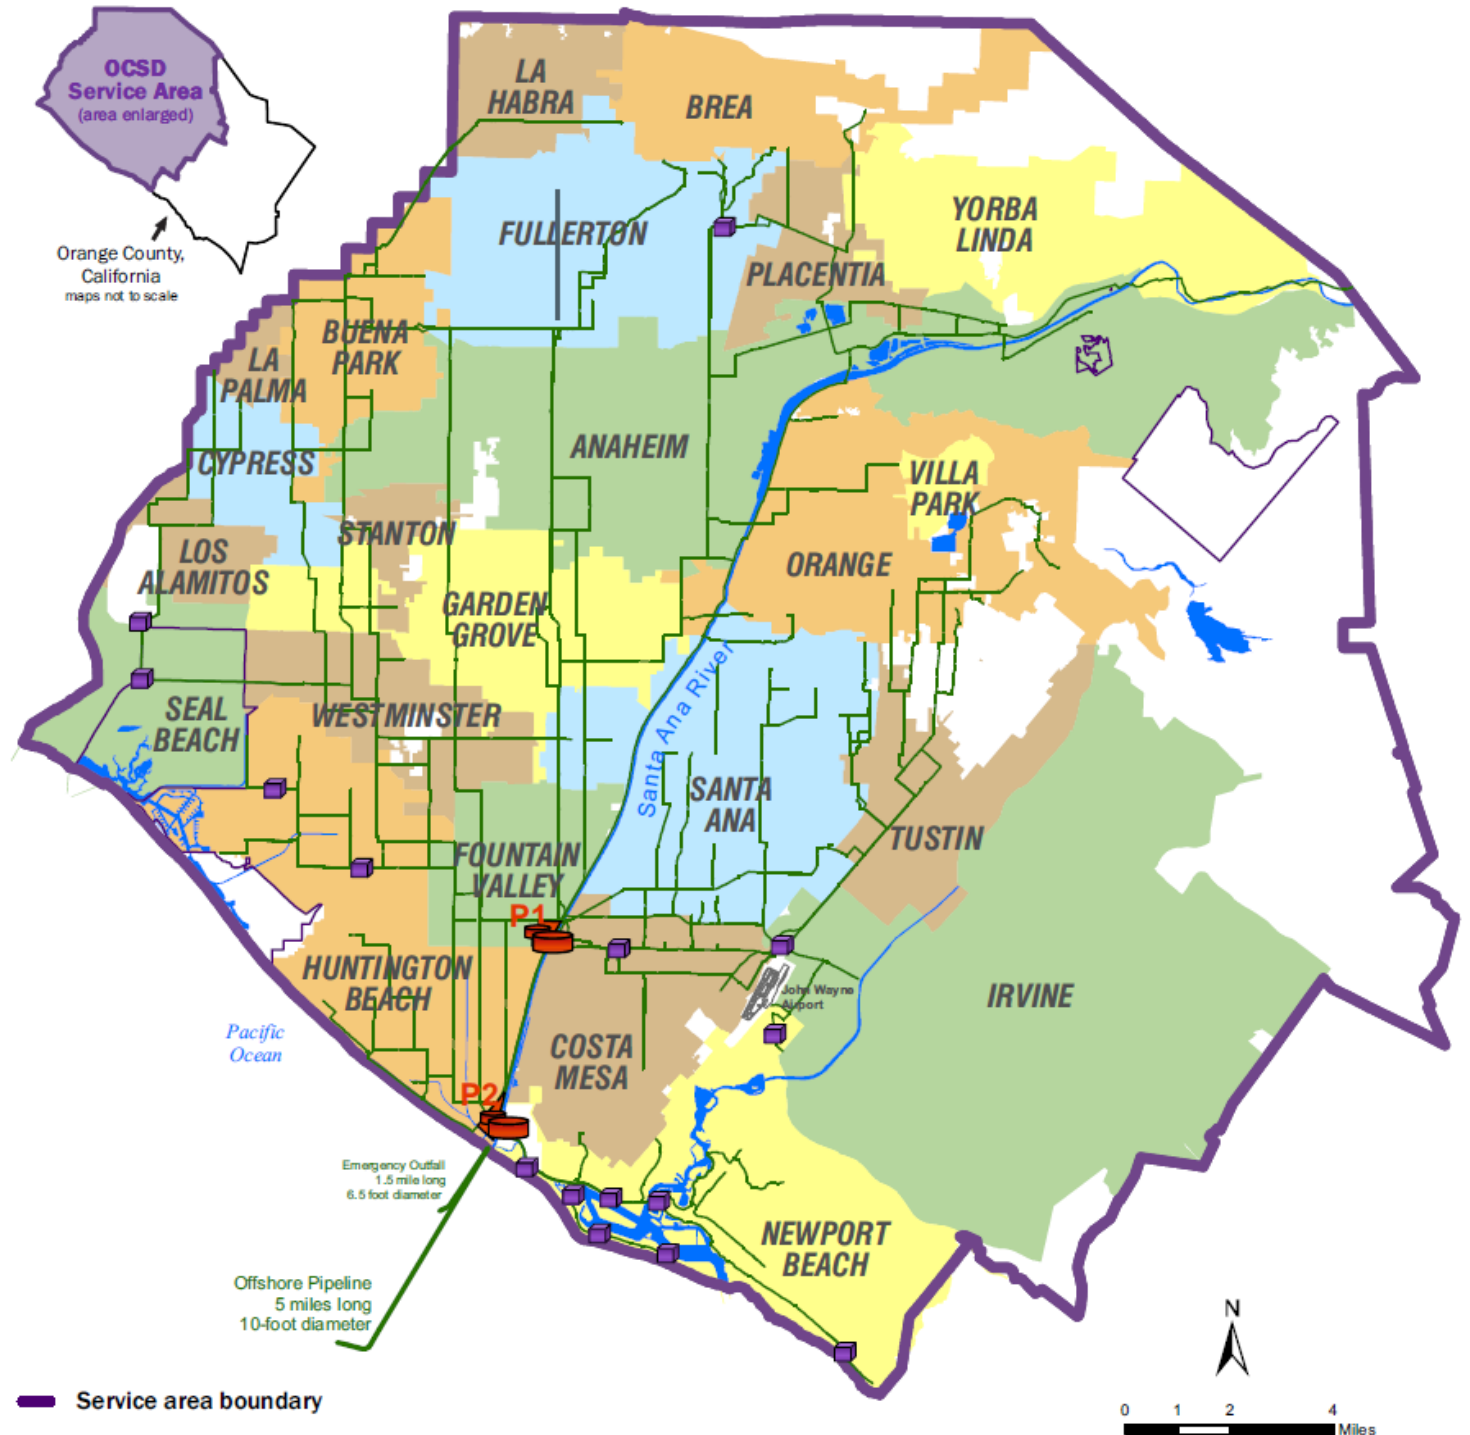 OCSD
Service Area
(area enlarged)
Orange County,
California
maps not to scale
LA
HABRA
BREA
FULLERTON
YORBA
LINDA
PLACENTIA
BUENA
PARK
LA
PALMA
CYPRESS
ANAHEIM
VILLA
PARK
STANTON
LOS
ALAMITOS
ORANGE
GARDEN
GROVE
Santa Ana River
SEAL
BEACH
WESTMINSTER
SANTA
ANA
TUSTIN
FOUNTAIN
VALLEY
P1
HUNTINGTON
BEACH
John Wayne
Airport
IRVINE
Pacific
Ocean
COSTA
MESA
P2
Emergency Outfall
1.5 mile long
6.5 foot diameter
NEWPORT
BEACH
Offshore Pipeline
5 miles long
10-foot diameter
N
Service area boundary
0 1 2 4
Miles